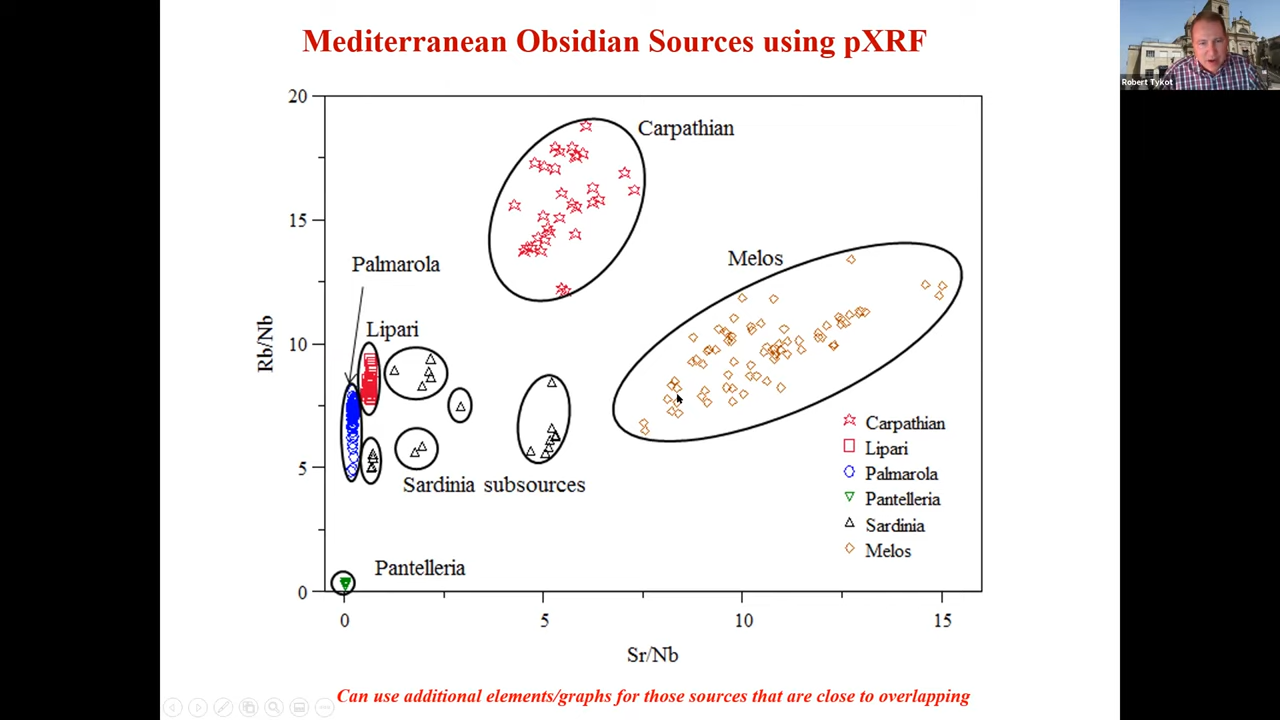 Mediterranean Obsidian Sources using pXRF
Robert Tykot
20
15
10
5
0
Rb/Nb
Carpathian
Melos
Palmarola
Lipari
Sardinia subsources
Pantelleria
Carpathian
Lipari
Palmarola
Pantelleria
Sardinia
Melos
0 5 10 15
Sr/Nb
Can use additional elements/graphs for those sources that are close to overlapping